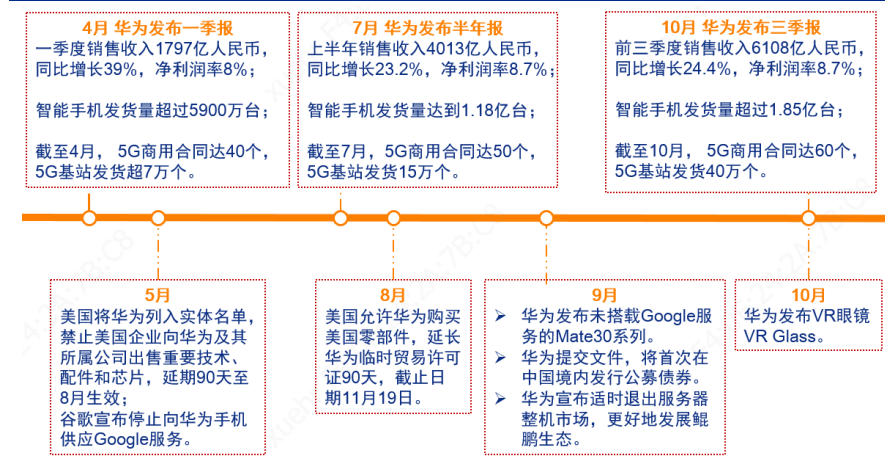 4月 华为发布一季报
一季度销售收入1797亿人民币，
同比增长39%，净利润率8%；
智能手机发货量超过5900万台；
截至4月， 5G商用合同达40个，
5G基站发货超7万个。
7月 华为发布半年报
上半年销售收入4013亿人民币，
同比增长23.2%，净利润率8.7%；
智能手机发货量达到1.18亿台；
截至7月，5G商用合同达50个，
5G基站发货15万个。
10月 华为发布三季报
前三季度销售收入6108亿人民币，
同比增长24.4%，净利润率8.7%；
智能手机发货量超过1.85亿台；
截至10月， 5G商用合同达60个，
5G基站发货40万个。
5月
美国将华为列入实体名单，
禁止美国企业向华为及其
所属公司出售重要技术、
配件和芯片，延期90天至
8月生效；
谷歌宣布停止向华为手机
供应Google服务。
8月
美国允许华为购买
美国零部件，延长
华为临时贸易许可
证90天，截止日
期11月19日。
9月
➢ 华为发布未搭载Google服
务的Mate30系列。
➢ 华为提交文件，将首次在
中国境内发行公募债券。
➢ 华为宣布适时退出服务器
整机市场，更好地发展鲲
鹏生态。
10月
华为发布VR眼镜
VR Glass。